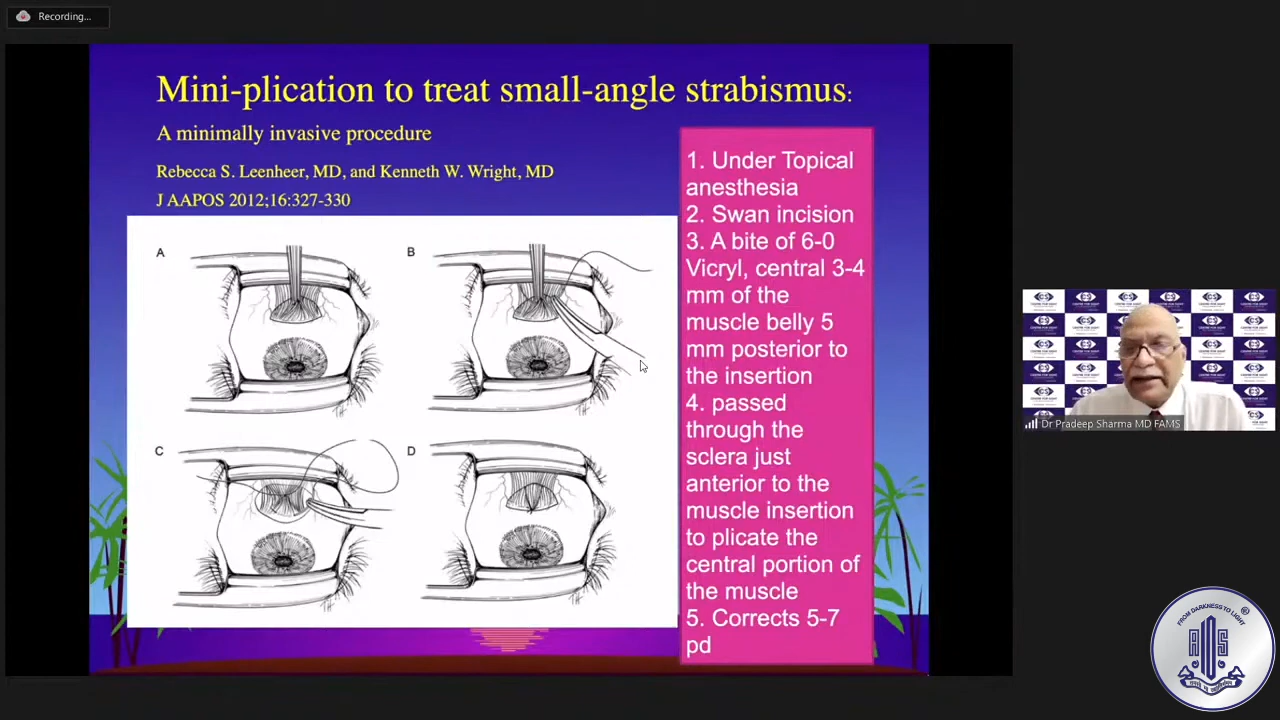 Recording...
Mini-plication to treat small-angle strabismus:
A minimally invasive procedure
Rebecca S. Leenheer, MD, and Kenneth W. Wright, MD
J AAPOS 2012;16:327-330
A
B
C
D
1. Under Topical
anesthesia
2. Swan incision
3. A bite of 6-0
Vicryl, central 3-4
mm of the
muscle belly 5
mm posterior to
the insertion
4. passed
through the
sclera just
anterior to the
muscle insertion
to plicate the
central portion of
the muscle
5. Corrects 5-7
pd
Dr Pradeep Sharma MD FAMS
FROM DARKNESS TO LIGHT